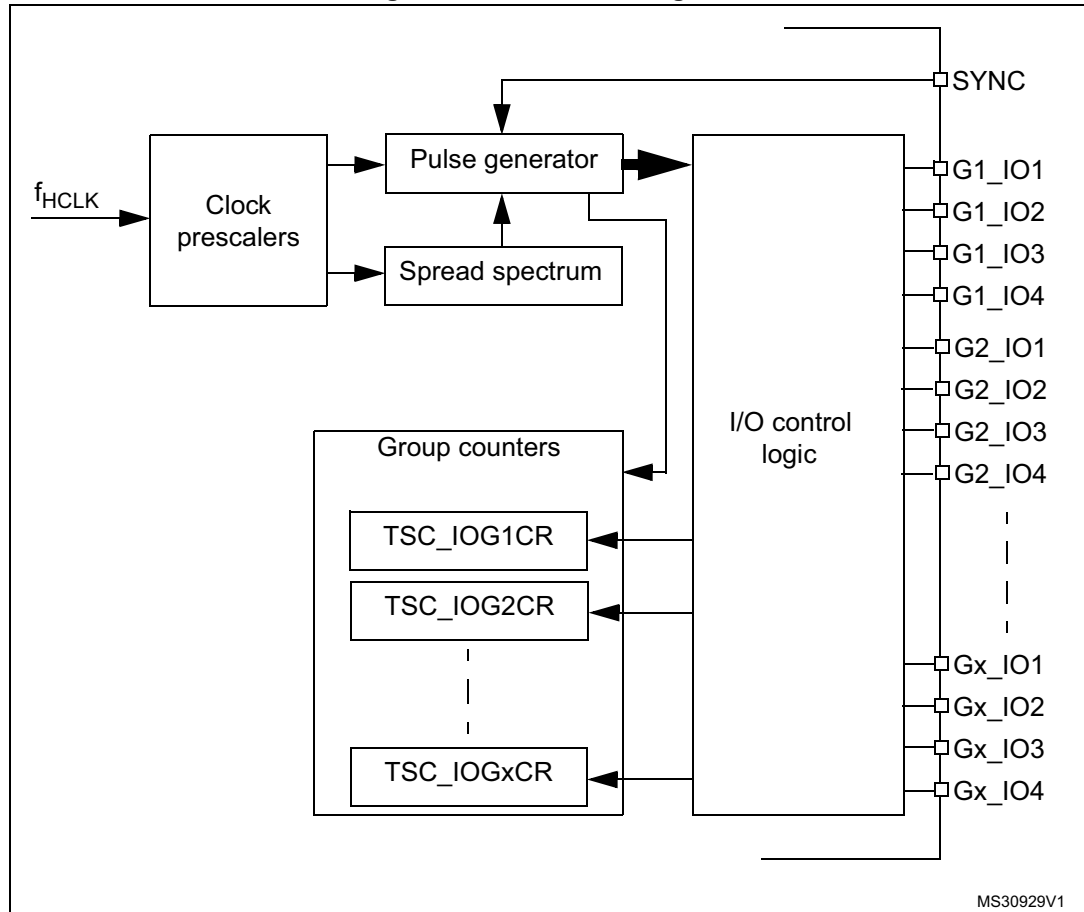 SYNC
Pulse generator
G1_IO1
fHCLK
Clock
prescalers
G1_IO2
G1_IO3
Spread spectrum
G1_IO4
G2_IO1
G2_IO2
I/O control
logic
G2_IO3
Group counters
G2_IO4
TSC_IOG1CR
TSC_IOG2CR
Gx_IO1
Gx_IO2
Gx_IO3
TSC_IOGxCR
Gx_IO4
MS30929V1